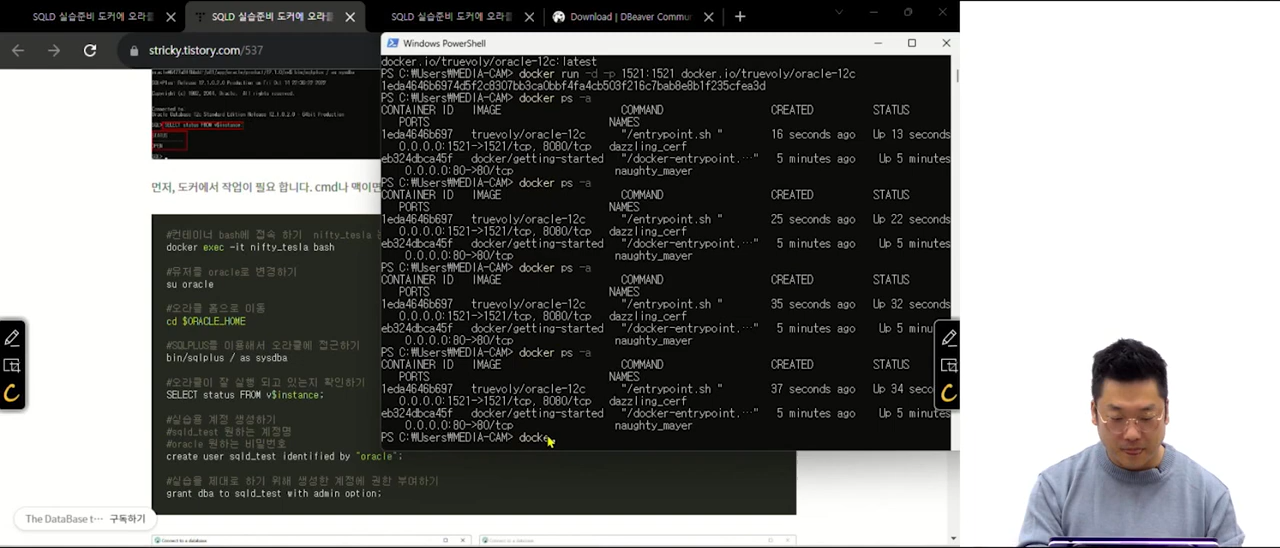 SQLD 실습준비 도커에 오라클
SQLD 실습준비 도커에 오라클
SQLD 실습준비 도커에 오라클
Download | DBeaver Commu
stricky.tistory.com/537
Windows PowerShell
docker.io/truevoly/oracle-12c:latest
PS C:₩Users₩MEDIA-CAM> docker run -d -p 1521:1521 docker.io/truevoly/oracle-12c
1eda4646b6974d5f2c8307bb3ca0bbf4fa4cb503f216c7bab8e8b1f235cfea3d
PS C:₩Users₩MEDIA-CAM> docker ps -a
CONTAINER ID IMAGE COMMAND CREATED STATUS
PORTS NAMES
1eda4646b697 truevoly/oracle-12c "/entrypoint.sh " 16 seconds ago Up 13 seconds
0.0.0.0:1521->1521/tcp, 8080/tcp dazzling_cerf
eb324dbca45f docker/getting-started "/docker-entrypoint.…" 5 minutes ago Up 5 minutes
0.0.0.0:80->80/tcp naughty_mayer
PS C:₩Users₩MEDIA-CAM> docker ps -a
CONTAINER ID IMAGE COMMAND CREATED STATUS
PORTS NAMES
1eda4646b697 truevoly/oracle-12c "/entrypoint.sh " 25 seconds ago Up 22 seconds
0.0.0.0:1521->1521/tcp, 8080/tcp dazzling_cerf
eb324dbca45f docker/getting-started "/docker-entrypoint.…" 5 minutes ago Up 5 minutes
0.0.0.0:80->80/tcp naughty_mayer
PS C:₩Users₩MEDIA-CAM> docker ps -a
CONTAINER ID IMAGE COMMAND CREATED STATUS
PORTS NAMES
1eda4646b697 truevoly/oracle-12c "/entrypoint.sh " 35 seconds ago Up 32 seconds
0.0.0.0:1521->1521/tcp, 8080/tcp dazzling_cerf
eb324dbca45f docker/getting-started "/docker-entrypoint.…" 5 minutes ago Up 5 minutes
0.0.0.0:80->80/tcp naughty_mayer
PS C:₩Users₩MEDIA-CAM> docker ps -a
CONTAINER ID IMAGE COMMAND CREATED STATUS
PORTS NAMES
1eda4646b697 truevoly/oracle-12c "/entrypoint.sh " 37 seconds ago Up 34 seconds
0.0.0.0:1521->1521/tcp, 8080/tcp dazzling_cerf
eb324dbca45f docker/getting-started "/docker-entrypoint.…" 5 minutes ago Up 5 minutes
0.0.0.0:80->80/tcp naughty_mayer
PS C:₩Users₩MEDIA-CAM> docke
Connected to:
SQL> SELECT status FROM v$instance;
STATUS
OPEN
SQL>
먼저, 도커에서 작업이 필요 합니다. cmd나 맥이면
#컨테이너 bash에 접속 하기 nifty_tesla
docker exec -it nifty_tesla bash
#유저를 oracle로 변경하기
su oracle
#오라클 홈으로 이동
cd $ORACLE_HOME
#SQLPLUS를 이용해서 오라클에 접근하기
bin/sqlplus / as sysdba
#오라클이 잘 실행 되고 있는지 확인하기
SELECT status FROM v$instance;
#실습용 계정 생성하기
#sqld_test 원하는 계정명
#oracle 원하는 비밀번호
create user sqld_test identified by "oracle";
#실습을 제대로 하기 위해 생성한 계정에 권한 부여하기
grant dba to sqld_test with admin option;
The DataBase t··· 구독하기
Connect to a database